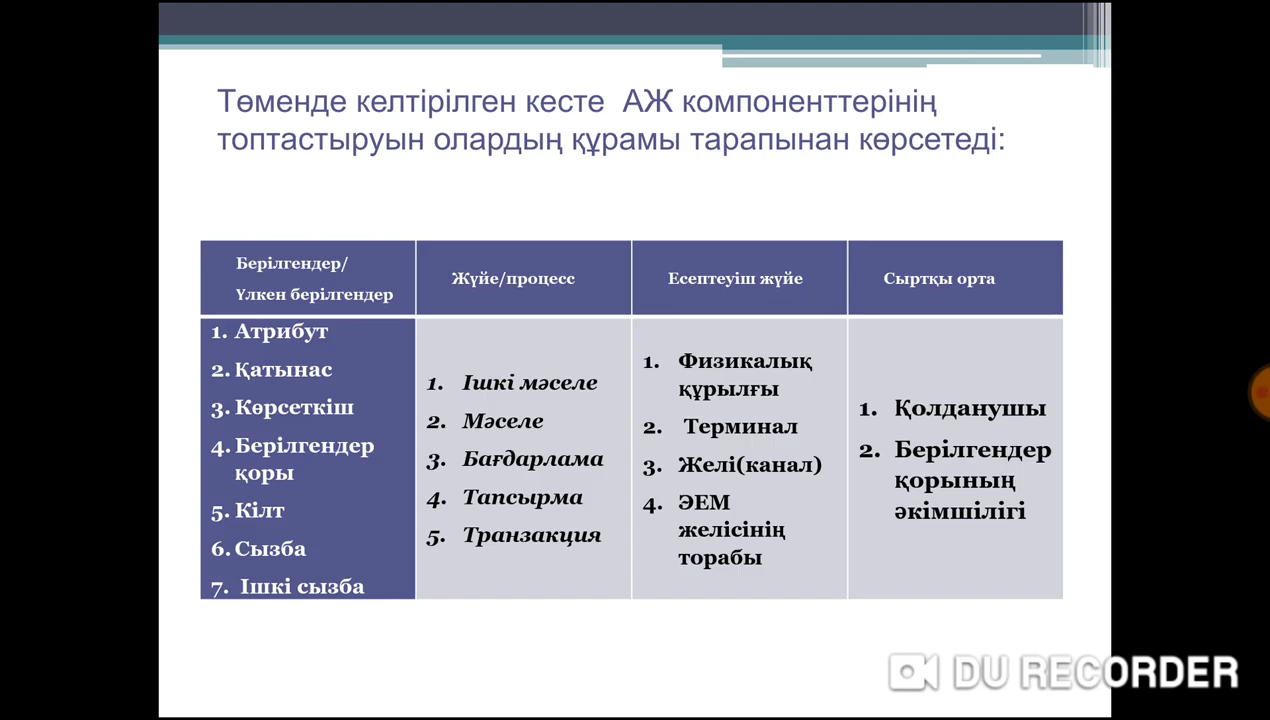 Төменде келтірілген кесте АЖ компоненттерінің
топтастыруын олардың құрамы тарапынан көрсетеді:
Берілгендер/
Үлкен берілгендер
Жүйе/процесс
Есептеуіш жүйе
Сыртқы орта
1. Атрибут
2. Қатынас
3. Көрсеткіш
4. Берілгендер
қоры
5. Кілт
6. Сызба
7. Ішкі сызба
1. Ішкі мәселе
2. Мәселе
3. Бағдарлама
4. Тапсырма
5. Транзакция
1. Физикалық
құрылғы
2. Терминал
3. Желі(канал)
4. ЭЕМ
желісінің
торабы
1. Қолданушы
2. Берілгендер
қорының
әкімшілігі
DU RECORDER